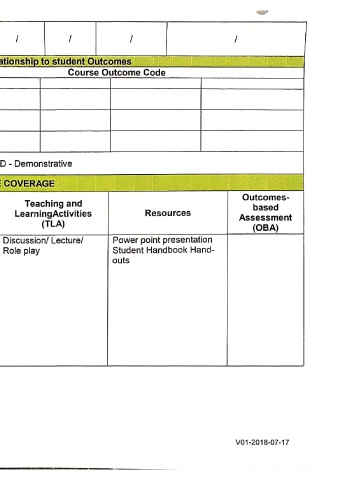 / / / /
ationship to student Outcomes
Course Outcome Code
D - Demonstrative
COVERAGE
Teaching and
LearningActivities
(TLA)
Resources
Outcomes-
based
Assessment
(OBA)
Discussion/ Lecture/
Role play
Power point presentation
Student Handbook Hand-
outs
V01-2018-07-17